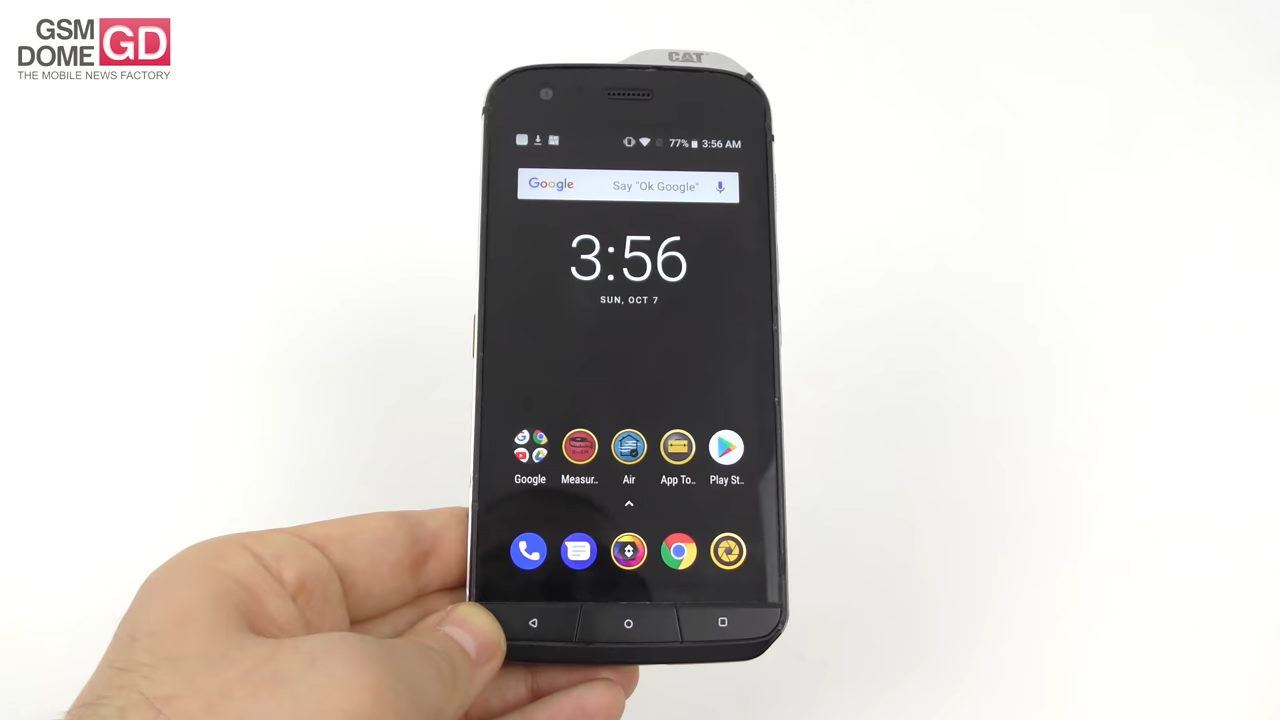 GSM
DOME GD
THE MOBILE NEWS FACTORY
CAT
77% 3:56 AM
Google Say "Ok Google"
3:56
SUN, OCT 7
Google Measur.. Air App To.. Play St..